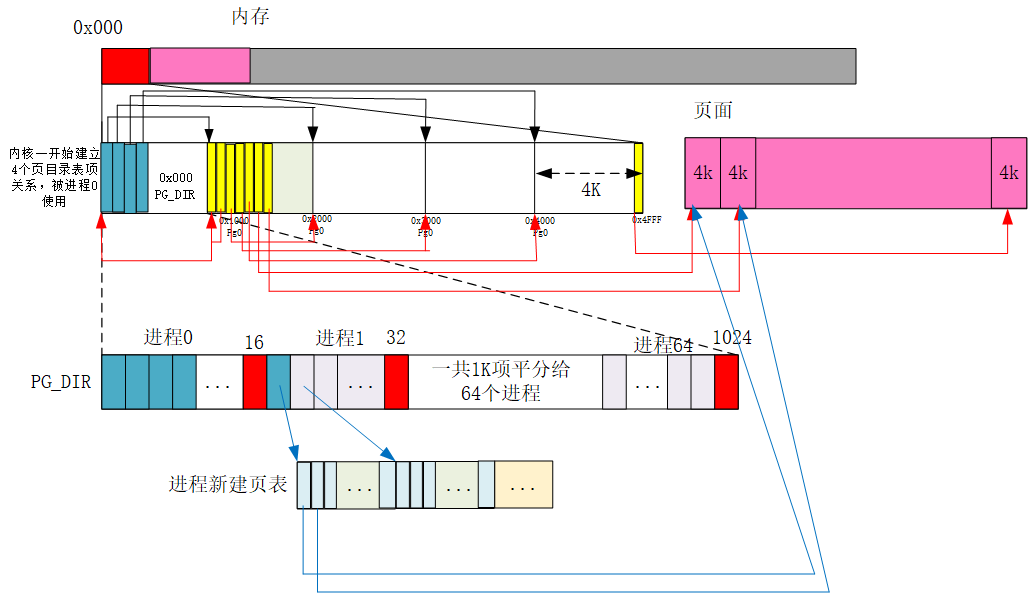 内存
0x000
页面
内核一开始建立
4个页目录表项
关系，被进程0
使用
0x000
PG_DIR
4K
4k
4k
4k
0x1000
Pg0
0x2000
Pg0
Pg0
Pg0
0x4FFF
进程0
16
进程1
32
进程64
1024
PG_DIR
...
...
一共1K项平分给
64个进程
...
进程新建页表
...
...
...